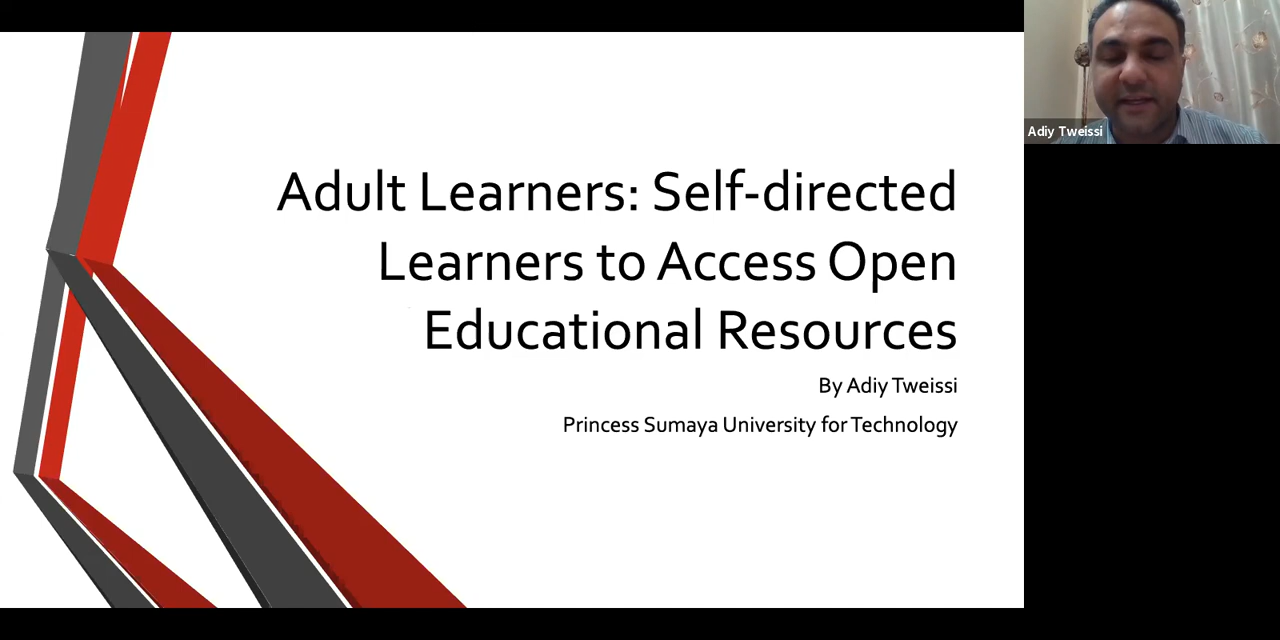 Adult Learners: Self-directed
Learners to Access Open
Educational Resources
By Adiy Tweissi
Princess Sumaya University for Technology
Adiy Tweissi